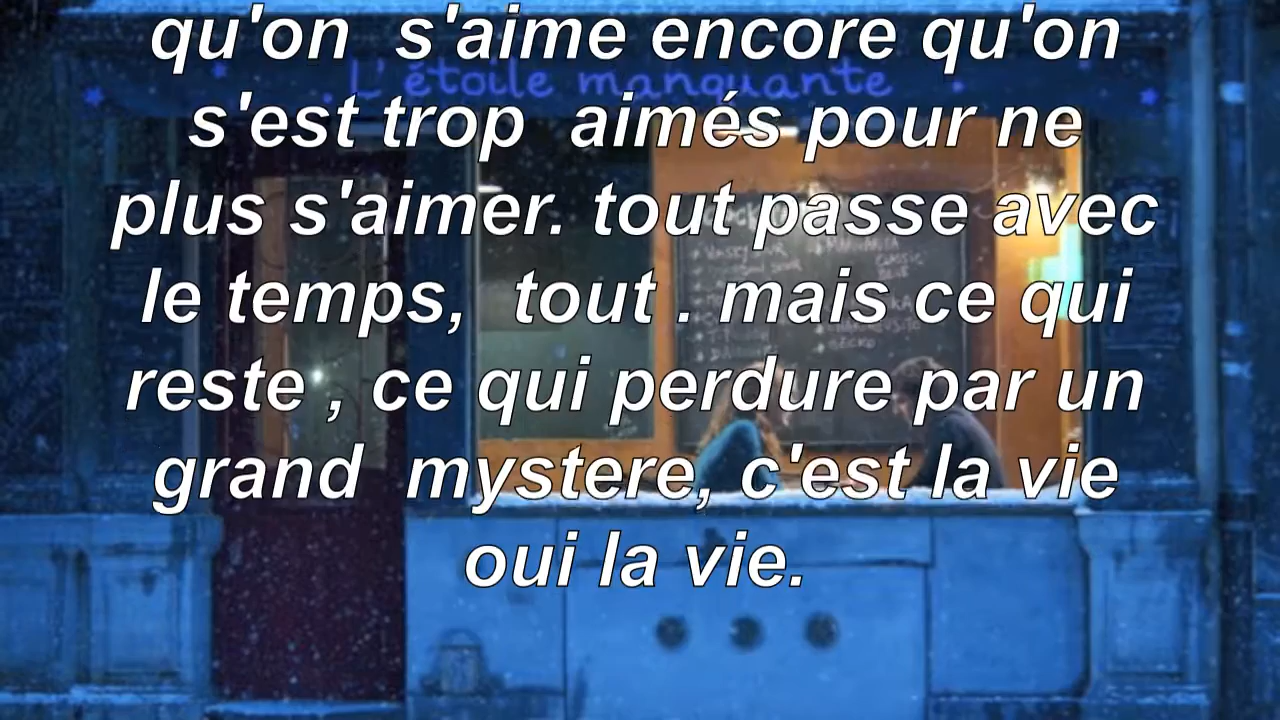 qu'on s'aime encore qu'on
L'étoile manquante
s'est trop aimés pour ne
plus s'aimer. tout passe avec
le temps, tout . mais ce qui
reste , ce qui perdure par un
grand mystere, c'est la vie
oui la vie.